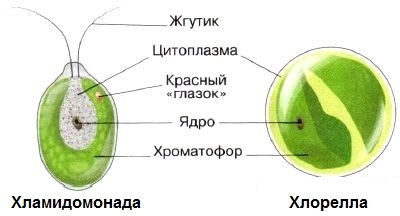 Жгутик
Цитоплазма
Красный
«глазок»
Ядро
Хроматофор
Хламидомонада
Хлорелла